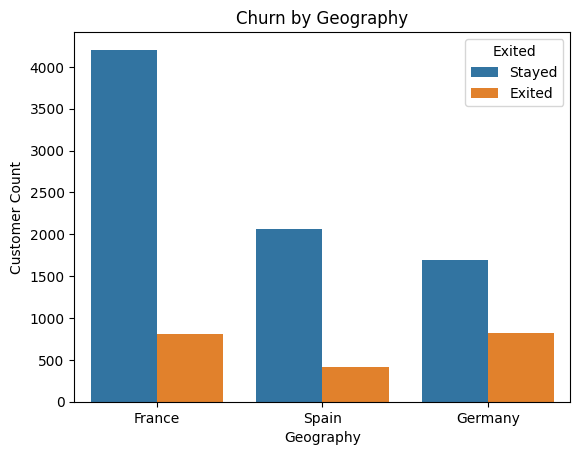 Churn by Geography
Exited
Stayed
Exited
Customer Count
4000
3500
3000
2500
2000
1500
1000
500
0
France
Spain
Germany
Geography